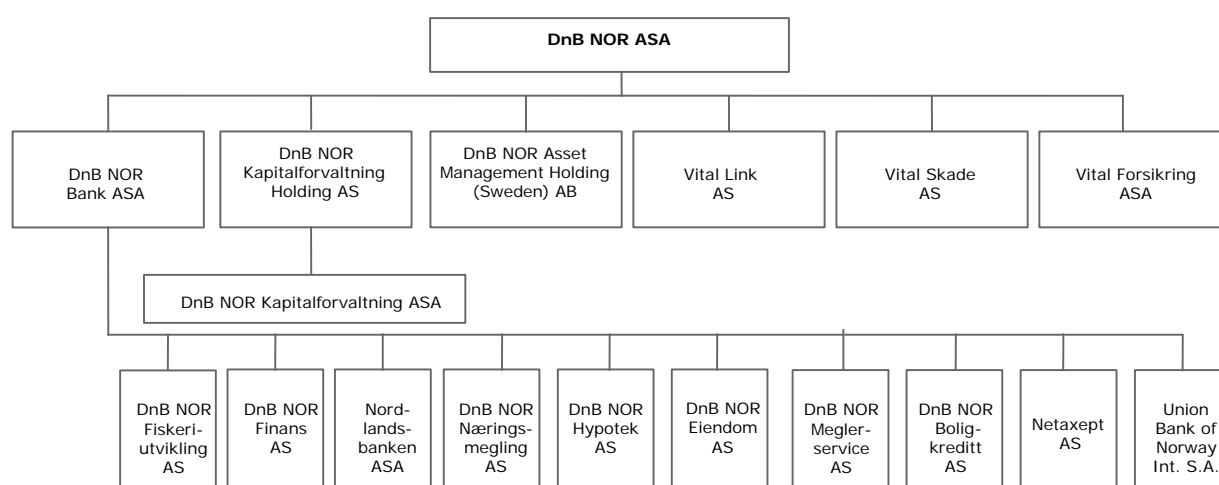 DnB NOR ASA
DnB NOR
Bank ASA
DnB NOR
Kapitalforvaltning
Holding AS
DnB NOR Asset
Management Holding
(Sweden) AB
Vital Link
AS
Vital Skade
AS
Vital Forsikring
ASA
DnB NOR Kapitalforvaltning ASA
DnB NOR
Fiskeri-
utvikling
AS
DnB NOR
Finans
AS
Nord-
lands-
banken
ASA
DnB NOR
Nærings-
megling
AS
DnB NOR
Hypotek
AS
DnB NOR
Eiendom
AS
DnB NOR
Megler-
service
AS
DnB NOR
Bolig-
kreditt
AS
Netaxept
AS
Union
Bank of
Norway
Int. S.A.